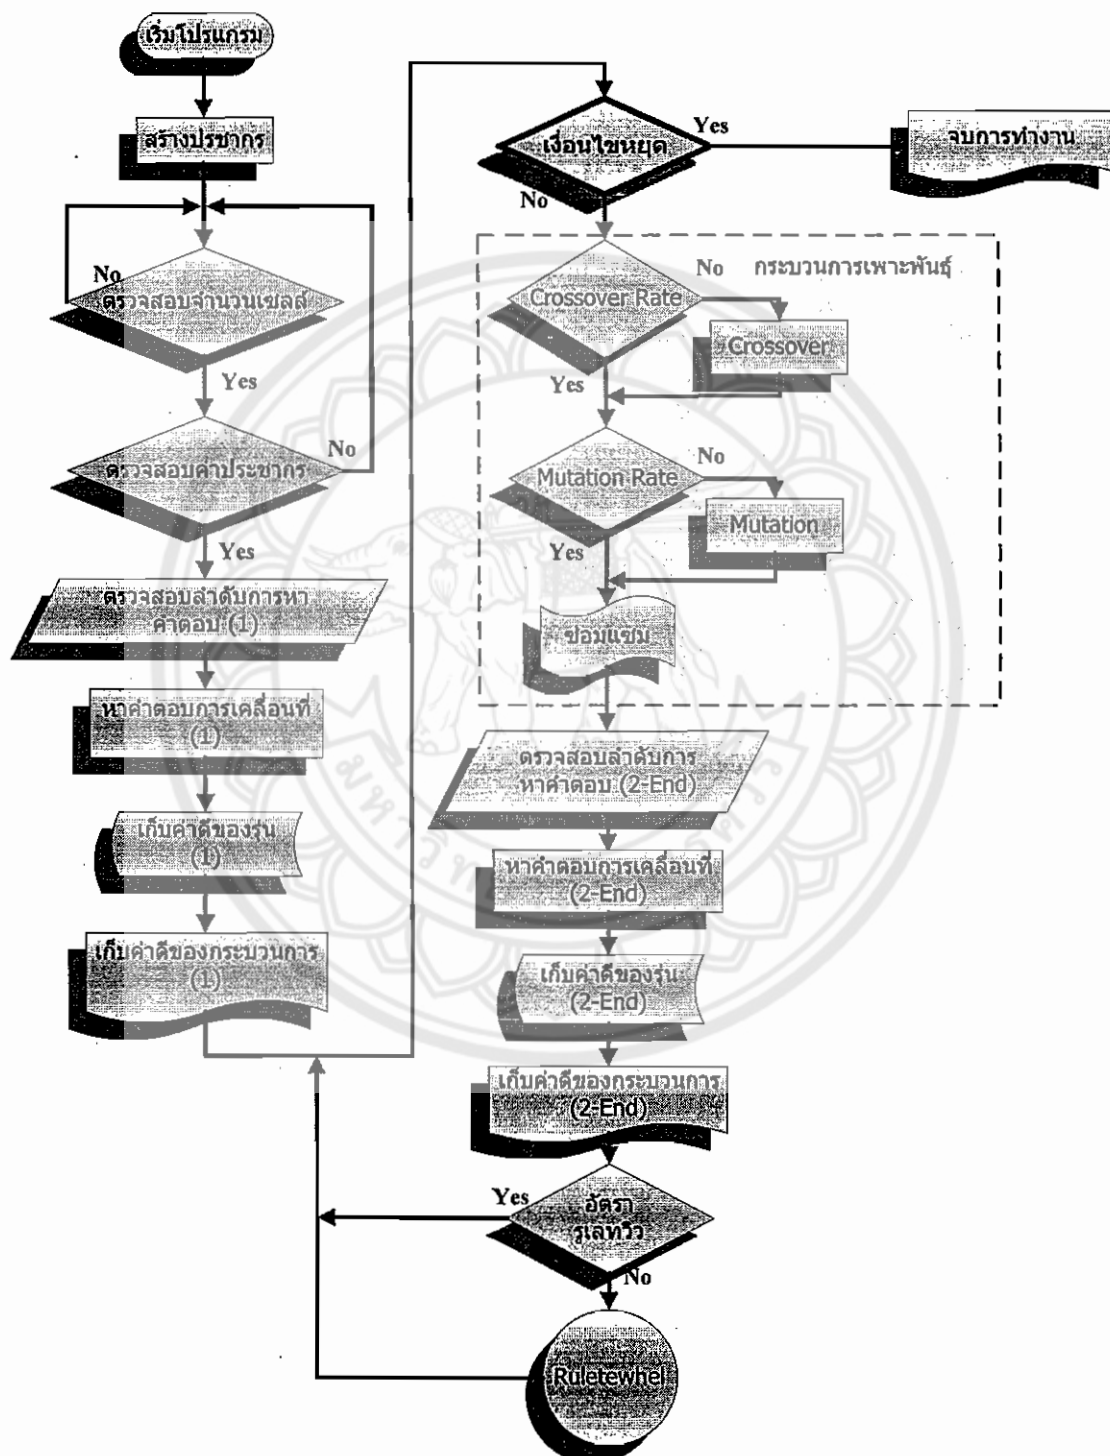 เริ่มโปรแกรม
สร้างประชากร
No
ตรวจสอบจำนวนเซลล์
Yes
ตรวจสอบค่าประชากร
No
Yes
ตรวจสอบลำดับการหา
คำตอบ (1)
หาคำตอบการเคลื่อนที่
(1)
เก็บค่าดีของรุ่น
(1)
เก็บค่าดีของกระบวนการ
(1)
เงื่อนไขหยุด
Yes
จบการทำงาน
No
กระบวนการเพาะพันธุ์
Crossover Rate
No
Crossover
Yes
Mutation Rate
No
Mutation
Yes
ซ่อมแซม
ตรวจสอบลำดับการ
หาคำตอบ (2-End)
หาคำตอบการเคลื่อนที่
(2-End)
เก็บค่าดีของรุ่น
(2-End)
เก็บค่าดีของกระบวนการ
(2-End)
Yes
อัตรา
รูเลทวิว
No
Ruletewhel